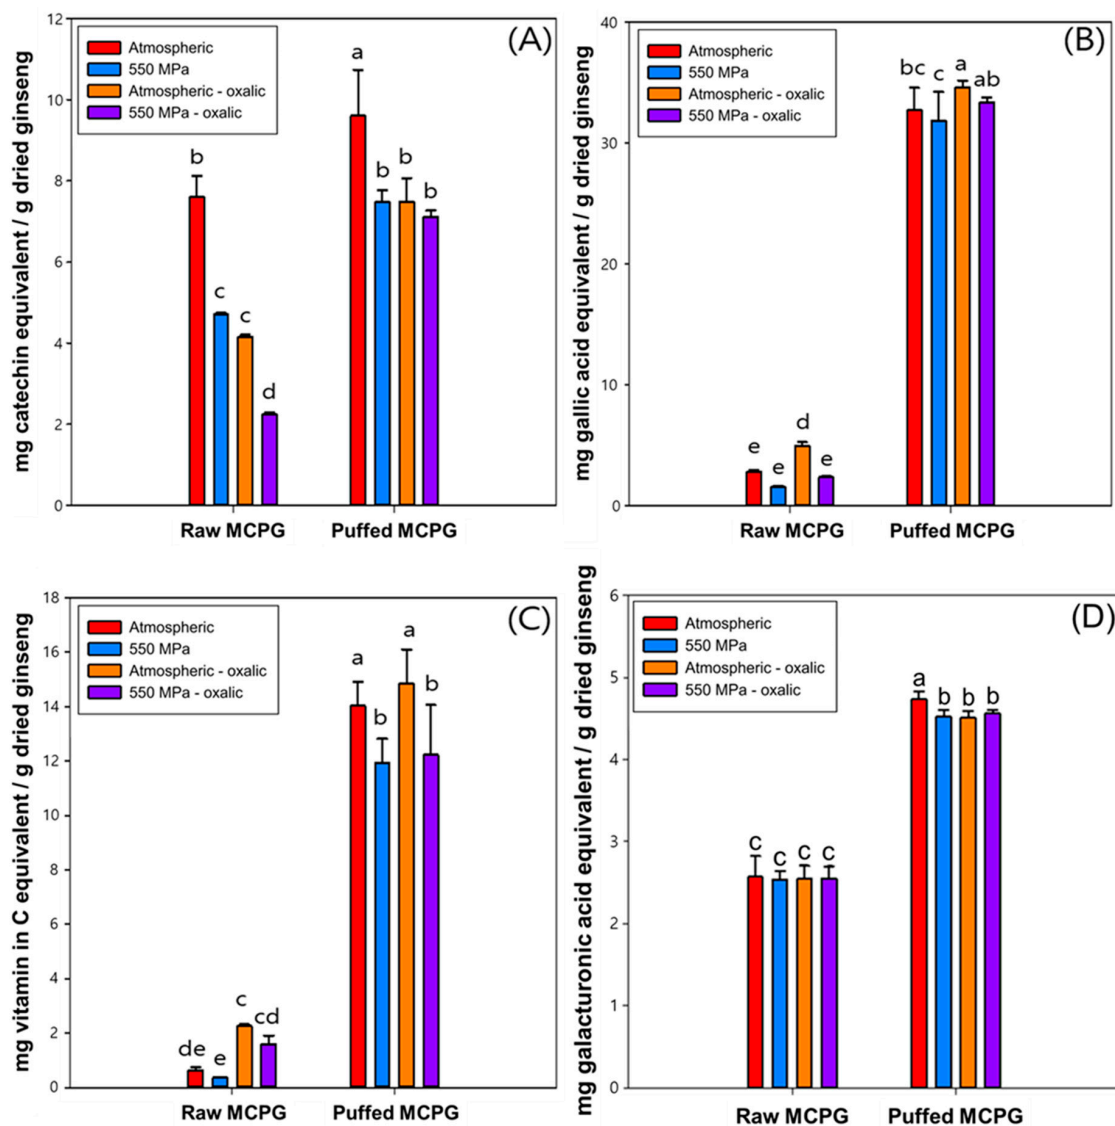 (A)
mg catechin equivalent / g dried ginseng
12
10
8
6
4
2
0
Atmospheric
550 MPa
Atmospheric - oxalic
550 MPa - oxalic
b
c
c
d
a
b
b
b
Raw MCPG
Puffed MCPG
(B)
mg gallic acid equivalent / g dried ginseng
40
30
20
10
0
Atmospheric
550 MPa
Atmospheric - oxalic
550 MPa - oxalic
e
e
d
e
bc
c
a
ab
Raw MCPG
Puffed MCPG
(C)
mg vitamin in C equivalent / g dried ginseng
18
16
14
12
10
8
6
4
2
0
Atmospheric
550 MPa
Atmospheric - oxalic
550 MPa - oxalic
de
e
c
cd
a
b
a
b
Raw MCPG
Puffed MCPG
(D)
mg galacturonic acid equivalent / g dried ginseng
6
5
4
3
2
1
0
Atmospheric
550 MPa
Atmospheric - oxalic
550 MPa - oxalic
c
c
c
c
a
b
b
b
Raw MCPG
Puffed MCPG